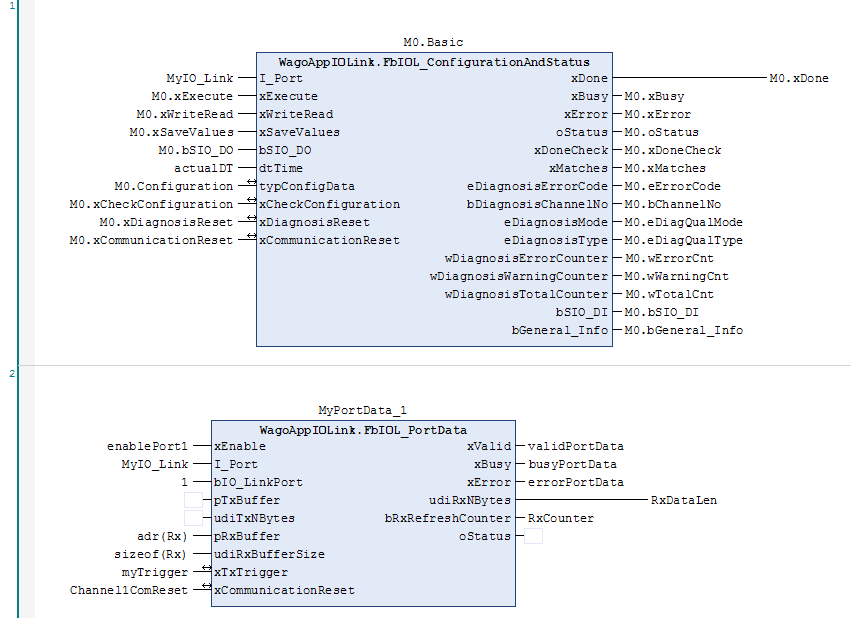 1
M0.Basic
WagoAppIOLink.FbIOL_ConfigurationAndStatus
MyIO_Link I_Port xDone M0.xDone
M0.xExecute xExecute xBusy M0.xBusy
M0.xWriteRead xWriteRead xError M0.xError
M0.xSaveValues xSaveValues oStatus M0.oStatus
M0.bSIO_DO bSIO_DO xDoneCheck M0.xDoneCheck
actualDT dtTime xMatches M0.xMatches
M0.Configuration typConfigData eDiagnosisErrorCode M0.eErrorCode
M0.xCheckConfiguration xCheckConfiguration bDiagnosisChannelNo M0.bChannelNo
M0.xDiagnosisReset xDiagnosisReset eDiagnosisMode M0.eDiagQualMode
M0.xCommunicationReset xCommunicationReset eDiagnosisType M0.eDiagQualType
wDiagnosisErrorCounter M0.wErrorCnt
wDiagnosisWarningCounter M0.wWarningCnt
wDiagnosisTotalCounter M0.wTotalCnt
bSIO_DI M0.bSIO_DI
bGeneral_Info M0.bGeneral_Info
2
MyPortData_1
WagoAppIOLink.FbIOL_PortData
enablePort1 xEnable xValid validPortData
MyIO_Link I_Port xBusy busyPortData
1 bIO_LinkPort xError errorPortData
pTxBuffer udiRxNBytes RxDataLen
udiTxNBytes bRxRefreshCounter RxCounter
adr(Rx) pRxBuffer oStatus
sizeof(Rx) udiRxBufferSize
myTrigger xTxTrigger
Channel1ComReset xCommunicationReset